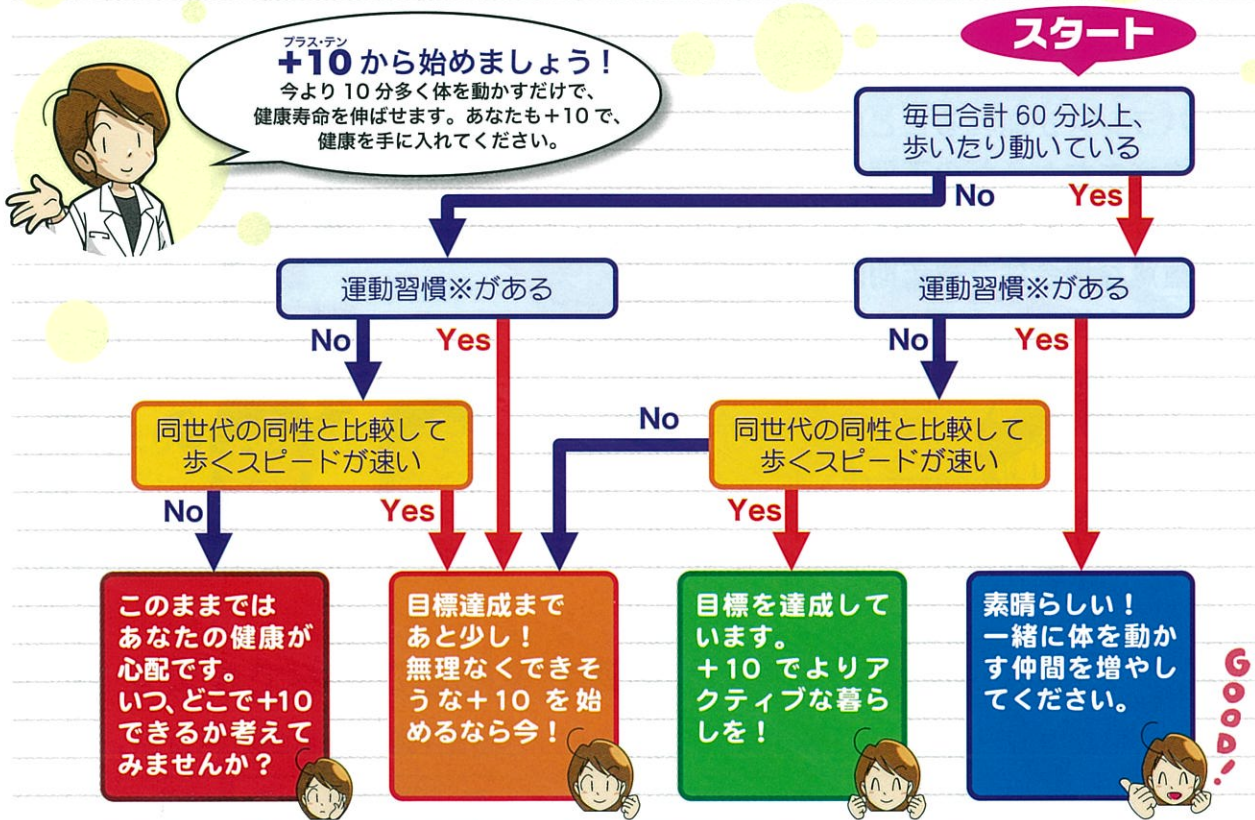 プラス・テン
+10から始めましょう！
今より10分多く体を動かすだけで、
健康寿命を伸ばせます。あなたも+10で、
健康を手に入れてください。
スタート
毎日合計60分以上、
歩いたり動いている
No
Yes
運動習慣※がある
運動習慣※がある
No
Yes
No
Yes
同世代の同性と比較して
歩くスピードが速い
No
同世代の同性と比較して
歩くスピードが速い
No
Yes
Yes
このままでは
あなたの健康が
心配です。
いつ、どこで+10
できるか考えて
みませんか？
目標達成まで
あと少し！
無理なくできそ
うな+10を始
めるなら今！
目標を達成して
います。
+10でよりア
クティブな暮ら
しを！
素晴らしい！
一緒に体を動か
す仲間を増やし
てください。
GOOD!